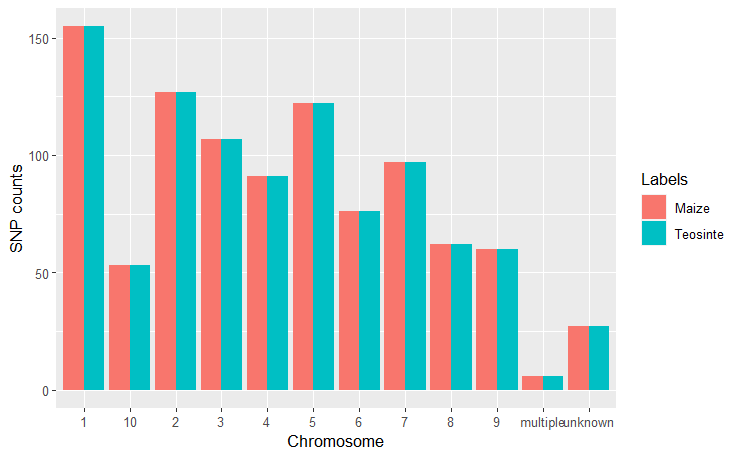 150
100
50
0
SNP counts
1 10 2 3 4 5 6 7 8 9 multiple unknown
Chromosome
Labels
Maize
Teosinte